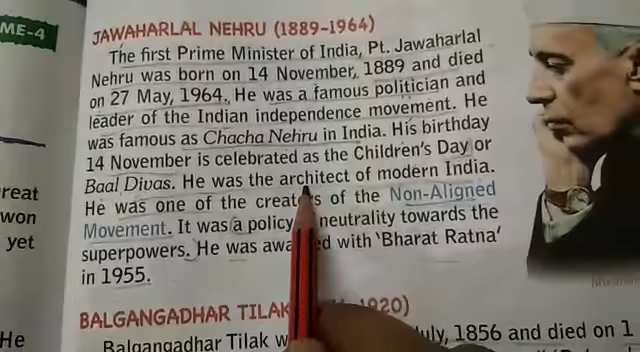 ME-4
JAWAHARLAL NEHRU (1889-1964)
The first Prime Minister of India, Pt. Jawaharlal
Nehru was born on 14 November, 1889 and died
on 27 May, 1964. He was a famous politician and
leader of the Indian independence movement. He
was famous as Chacha Nehru in India. His birthday
14 November is celebrated as the Children's Day or
Baal Divas. He was the architect of modern India.
He was one of the creators of the Non-Aligned
Movement. It was a policy neutrality towards the
superpowers. He was awarded with 'Bharat Ratna'
in 1955.
reat
won
yet
He
BALGANGADHAR TILAK 1920)
Balgangadhar Tilak w uly, 1856 and died on 1